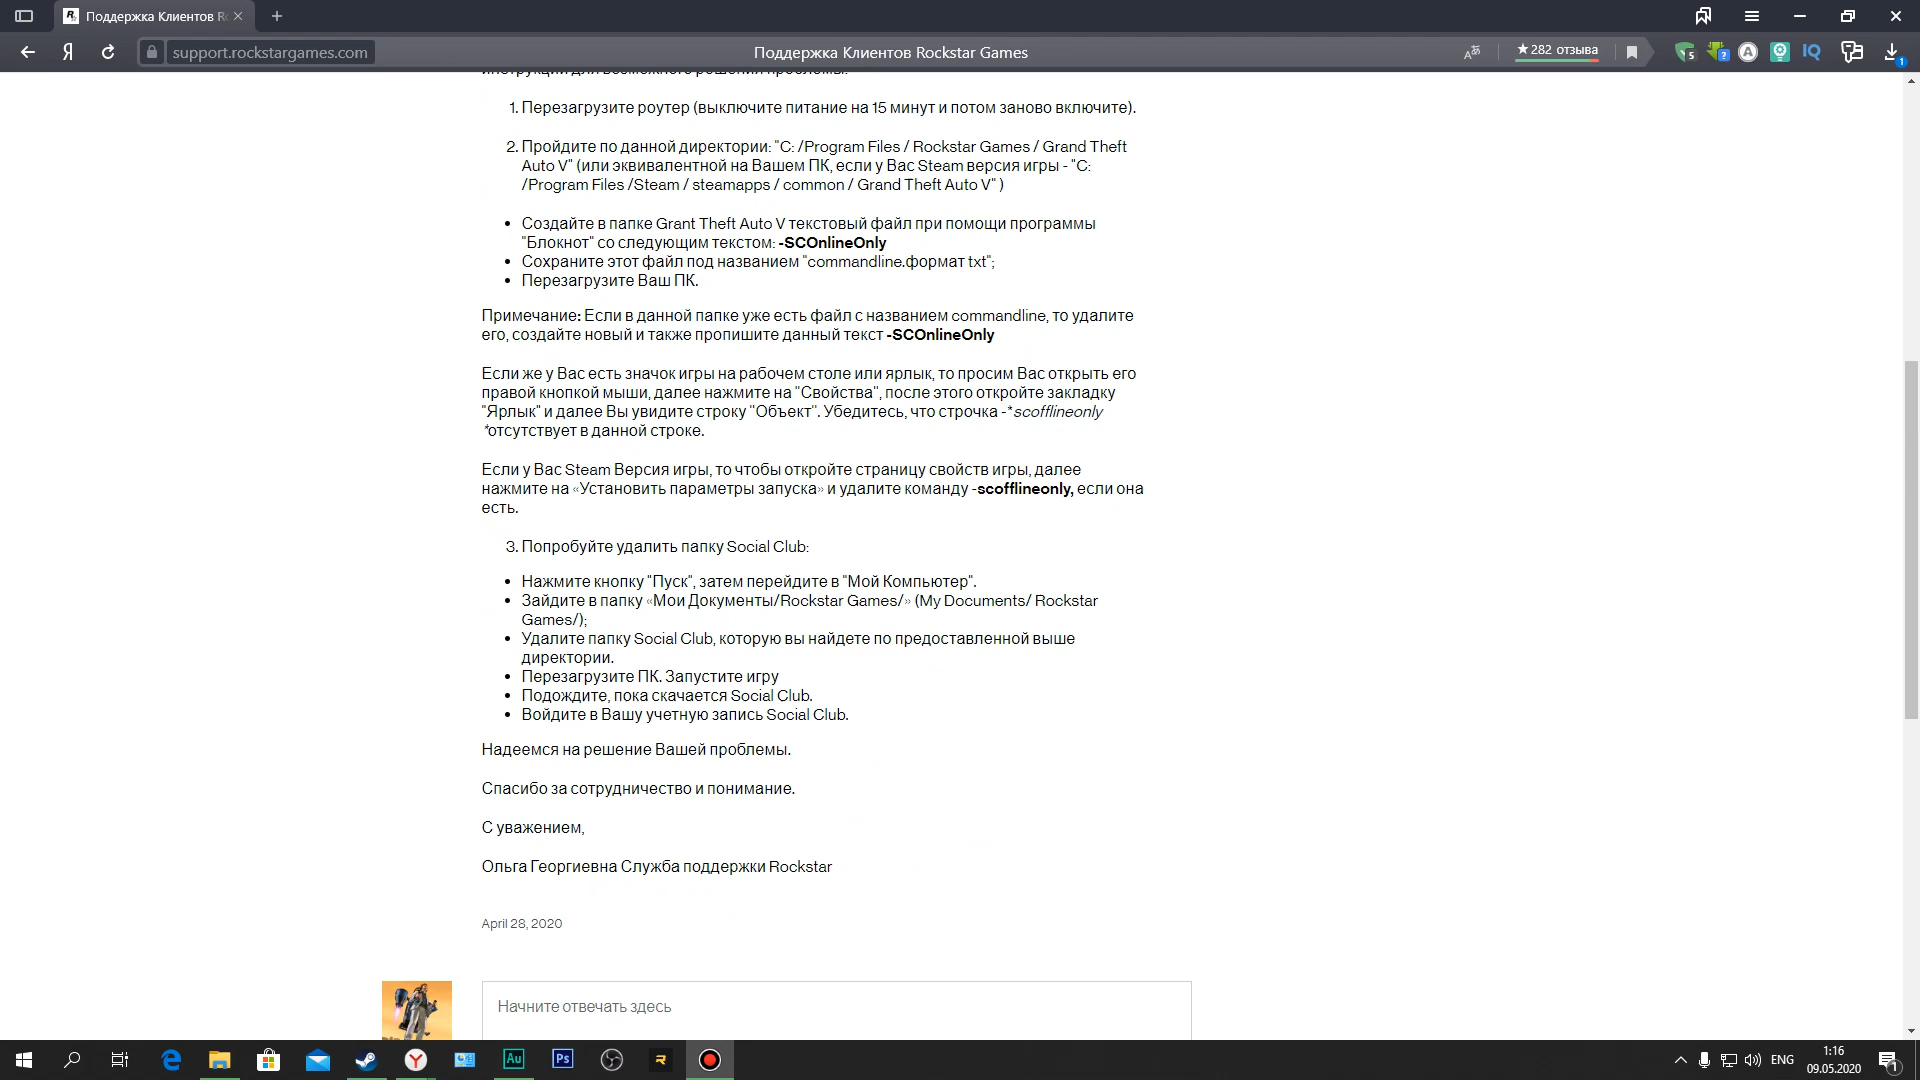 Поддержка Клиентов Ro
support.rockstargames.com
Поддержка Клиентов Rockstar Games
★282 отзыва
инструкции для возможного решения проблемы:
1. Перезагрузите роутер (выключите питание на 15 минут и потом заново включите).
2. Пройдите по данной директории: "C: /Program Files / Rockstar Games / Grand Theft
Auto V" (или эквивалентной на Вашем ПК, если у Вас Steam версия игры - "C:
/Program Files /Steam / steamapps / common / Grand Theft Auto V" )
• Создайте в папке Grant Theft Auto V текстовый файл при помощи программы
"Блокнот" со следующим текстом: -SCOnlineOnly
• Сохраните этот файл под названием "commandline.формат txt";
• Перезагрузите Ваш ПК.
Примечание: Если в данной папке уже есть файл с названием commandline, то удалите
его, создайте новый и также пропишите данный текст -SCOnlineOnly
Если же у Вас есть значок игры на рабочем столе или ярлык, то просим Вас открыть его
правой кнопкой мыши, далее нажмите на "Свойства", после этого откройте закладку
"Ярлык" и далее Вы увидите строку "Объект". Убедитесь, что строчка -*scofflineonly
*отсутствует в данной строке.
Если у Вас Steam Версия игры, то чтобы откройте страницу свойств игры, далее
нажмите на «Установить параметры запуска» и удалите команду -scofflineonly, если она
есть.
3. Попробуйте удалить папку Social Club:
• Нажмите кнопку "Пуск", затем перейдите в "Мой Компьютер".
• Зайдите в папку «Мои Документы/Rockstar Games/» (My Documents/ Rockstar
Games/);
• Удалите папку Social Club, которую вы найдете по предоставленной выше
директории.
• Перезагрузите ПК. Запустите игру
• Подождите, пока скачается Social Club.
• Войдите в Вашу учетную запись Social Club.
Надеемся на решение Вашей проблемы.
Спасибо за сотрудничество и понимание.
С уважением,
Ольга Георгиевна Служба поддержки Rockstar
April 28, 2020
Начните отвечать здесь
ENG
1:16
09.05.2020